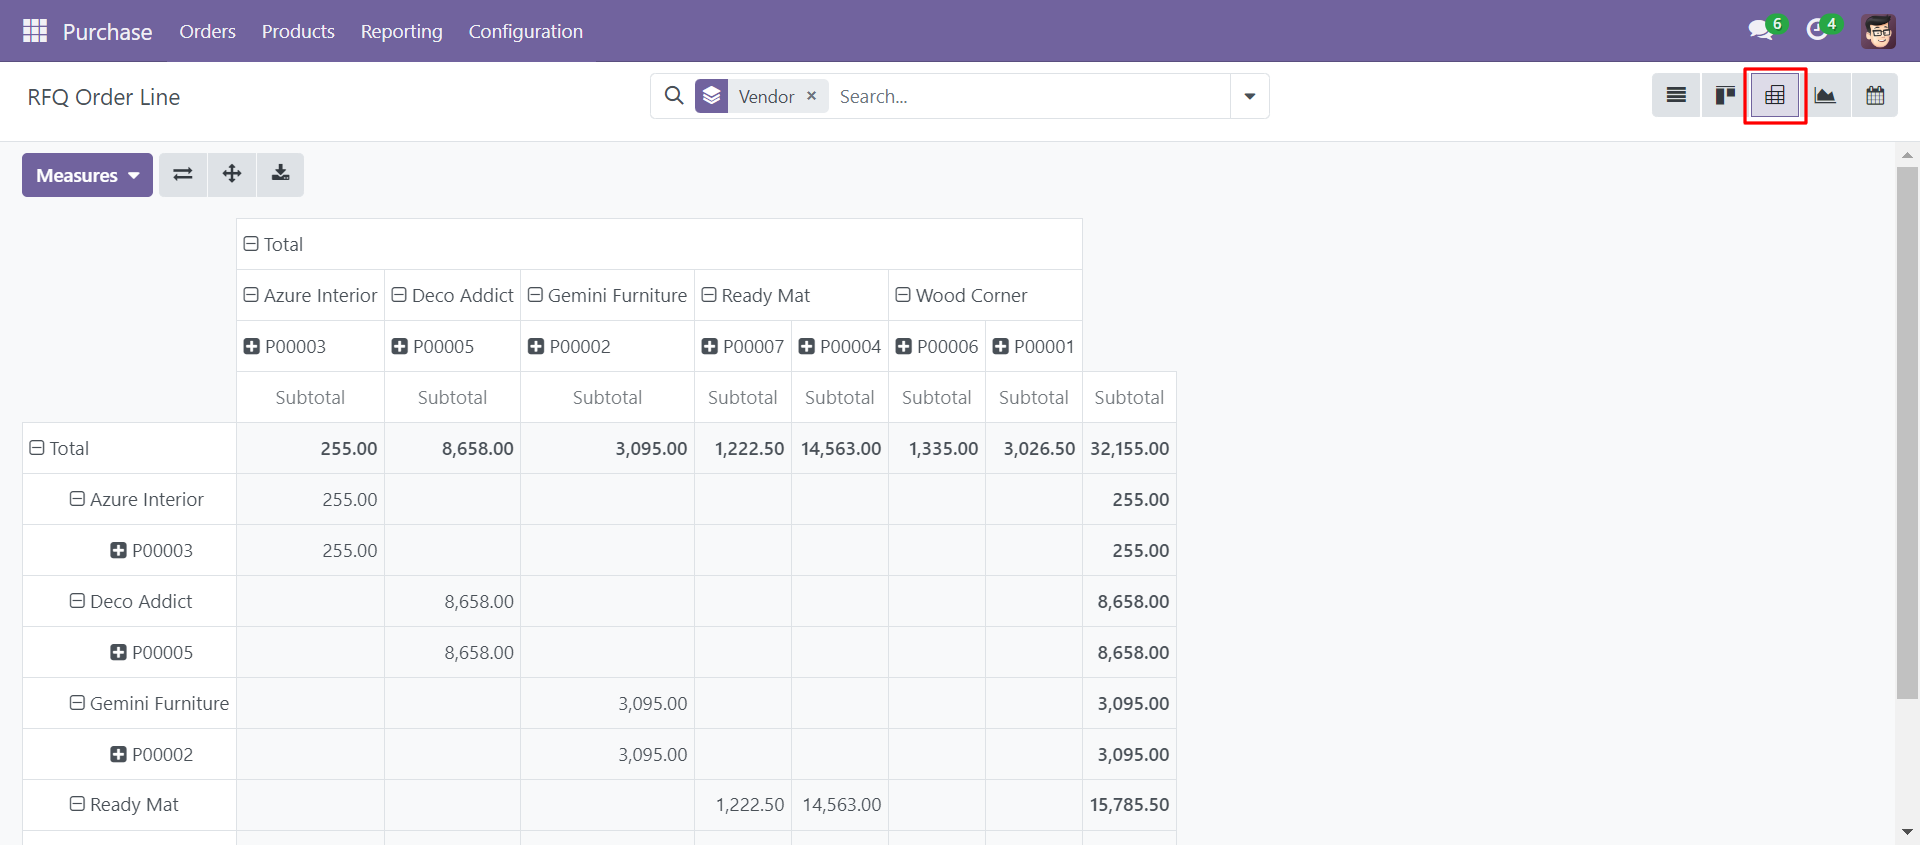 Purchase Orders Products Reporting Configuration 6 4
RFQ Order Line Vendor × Search...
Measures
Total
Azure Interior Deco Addict Gemini Furniture Ready Mat Wood Corner
P00003 P00005 P00002 P00007 P00004 P00006 P00001
Subtotal Subtotal Subtotal Subtotal Subtotal Subtotal Subtotal Subtotal
Total 255.00 8,658.00 3,095.00 1,222.50 14,563.00 1,335.00 3,026.50 32,155.00
Azure Interior 255.00 255.00
P00003 255.00 255.00
Deco Addict 8,658.00 8,658.00
P00005 8,658.00 8,658.00
Gemini Furniture 3,095.00 3,095.00
P00002 3,095.00 3,095.00
Ready Mat 1,222.50 14,563.00 15,785.50